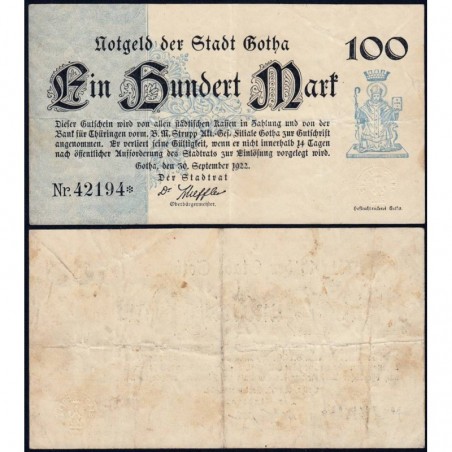 Notgeld der Stadt Gotha
100
Ein Hundert Mark
Dieser Gutschein wird von allen städtischen Kassen in Zahlung und von der
Bank für Thüringen vorm. B. M. Strupp Akt. Ges. Filiale Gotha zur Gutschrift
angenommen. Er verliert seine Gültigkeit, wenn er nicht innerhalb 14 Tagen
nach öffentlicher Aufforderung des Stadtrats zur Einlösung vorgelegt wird.
Gotha, den 30. September 1922.
Der Stadtrat
Nr. 42194*
Dr Scheffler
Oberbürgermeister.
Gotha